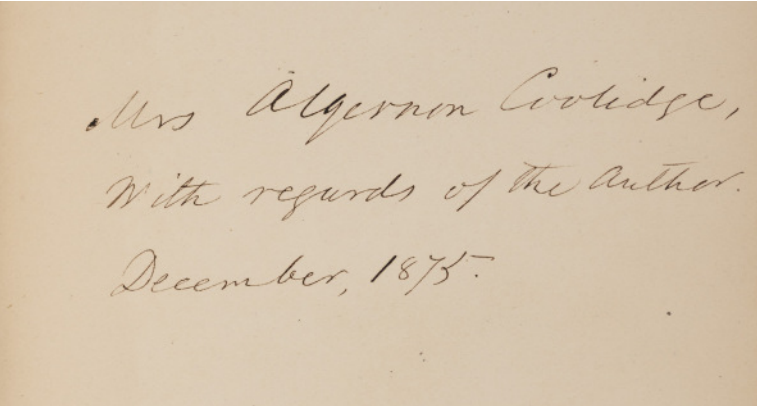 Mrs Algernon Coolidge,
With regards of the Author.
December, 1875.